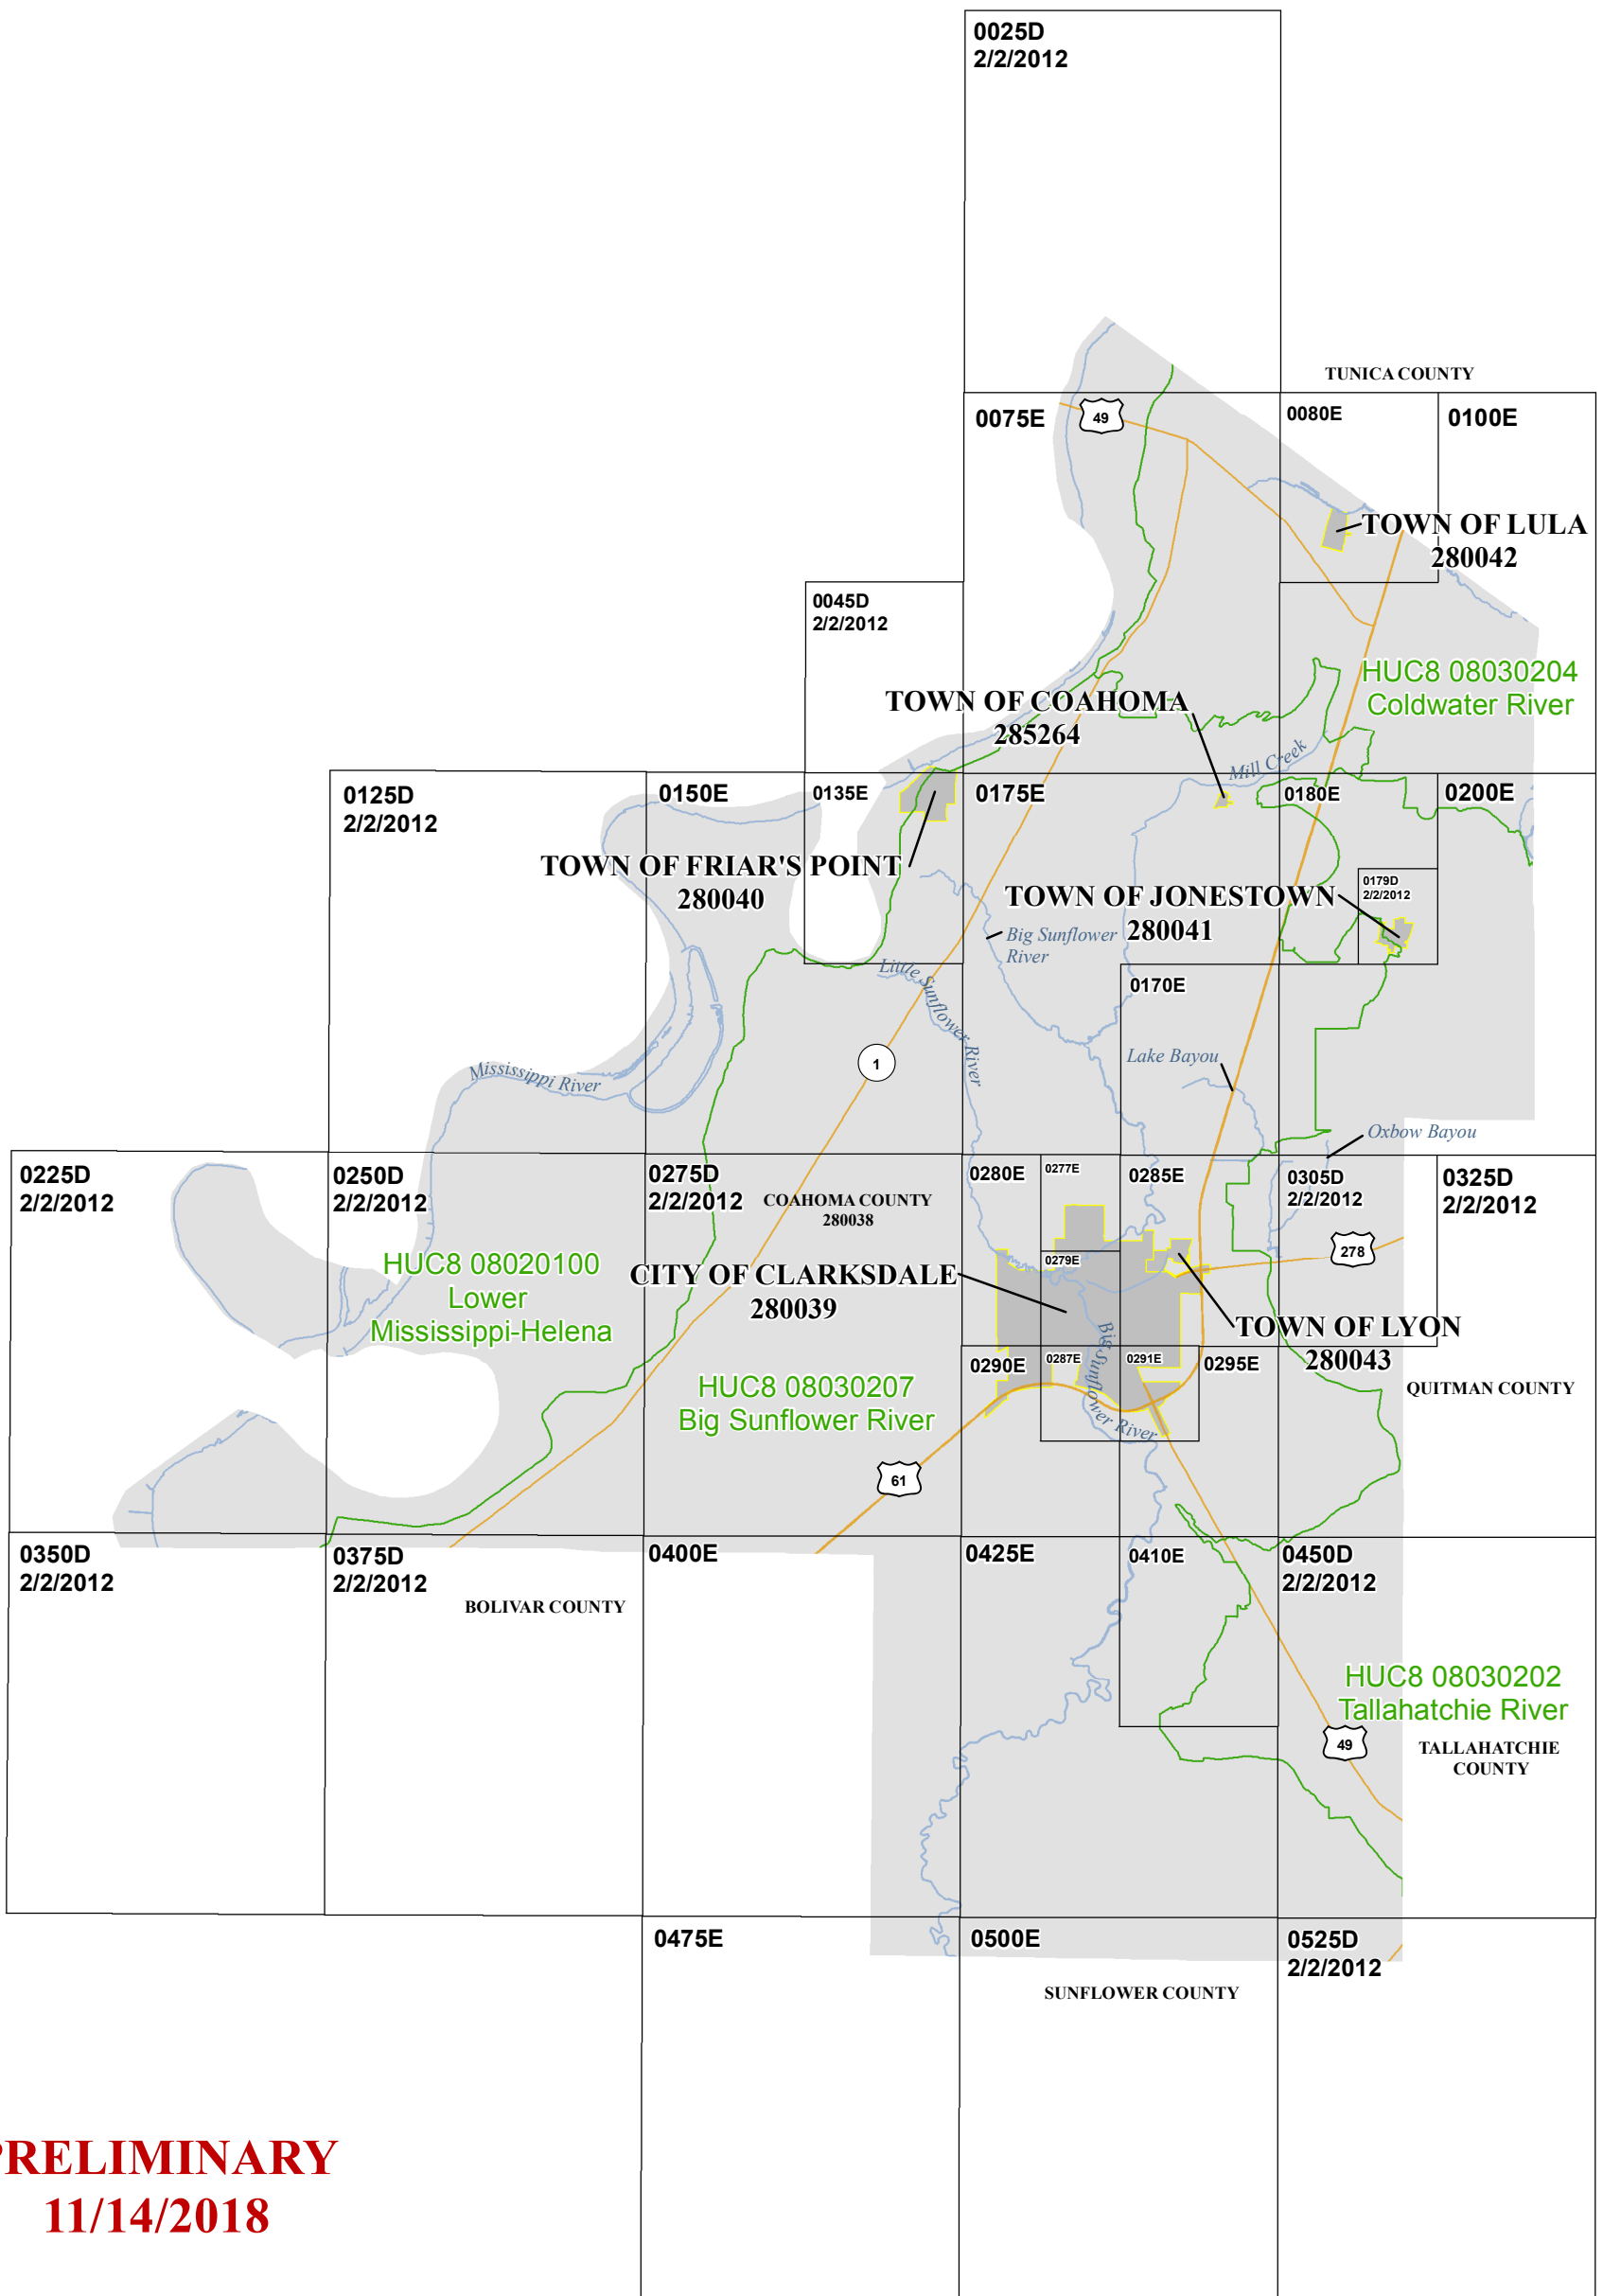 0025D
2/2/2012
TUNICA COUNTY
0075E
49
0080E
0100E
TOWN OF LULA
280042
0045D
2/2/2012
HUC8 08030204
Coldwater River
TOWN OF COAHOMA
285264
Mill Creek
0125D
2/2/2012
0150E
0135E
0175E
0180E
0200E
TOWN OF FRIAR'S POINT
280040
0179D
2/2/2012
TOWN OF JONESTOWN
280041
Big Sunflower
River
Little Sunflower River
0170E
Lake Bayou
1
Mississippi River
Oxbow Bayou
0225D
2/2/2012
0250D
2/2/2012
0275D
2/2/2012
COAHOMA COUNTY
280038
0280E
0277E
0285E
0305D
2/2/2012
0325D
2/2/2012
278
0279E
HUC8 08020100
Lower
Mississippi-Helena
CITY OF CLARKSDALE
280039
TOWN OF LYON
280043
Big Sunflower River
0290E
0287E
0291E
0295E
QUITMAN COUNTY
HUC8 08030207
Big Sunflower River
61
0350D
2/2/2012
0375D
2/2/2012
0400E
0425E
0410E
0450D
2/2/2012
BOLIVAR COUNTY
HUC8 08030202
Tallahatchie River
49
TALLAHATCHIE
COUNTY
0475E
0500E
0525D
2/2/2012
SUNFLOWER COUNTY
PRELIMINARY
11/14/2018